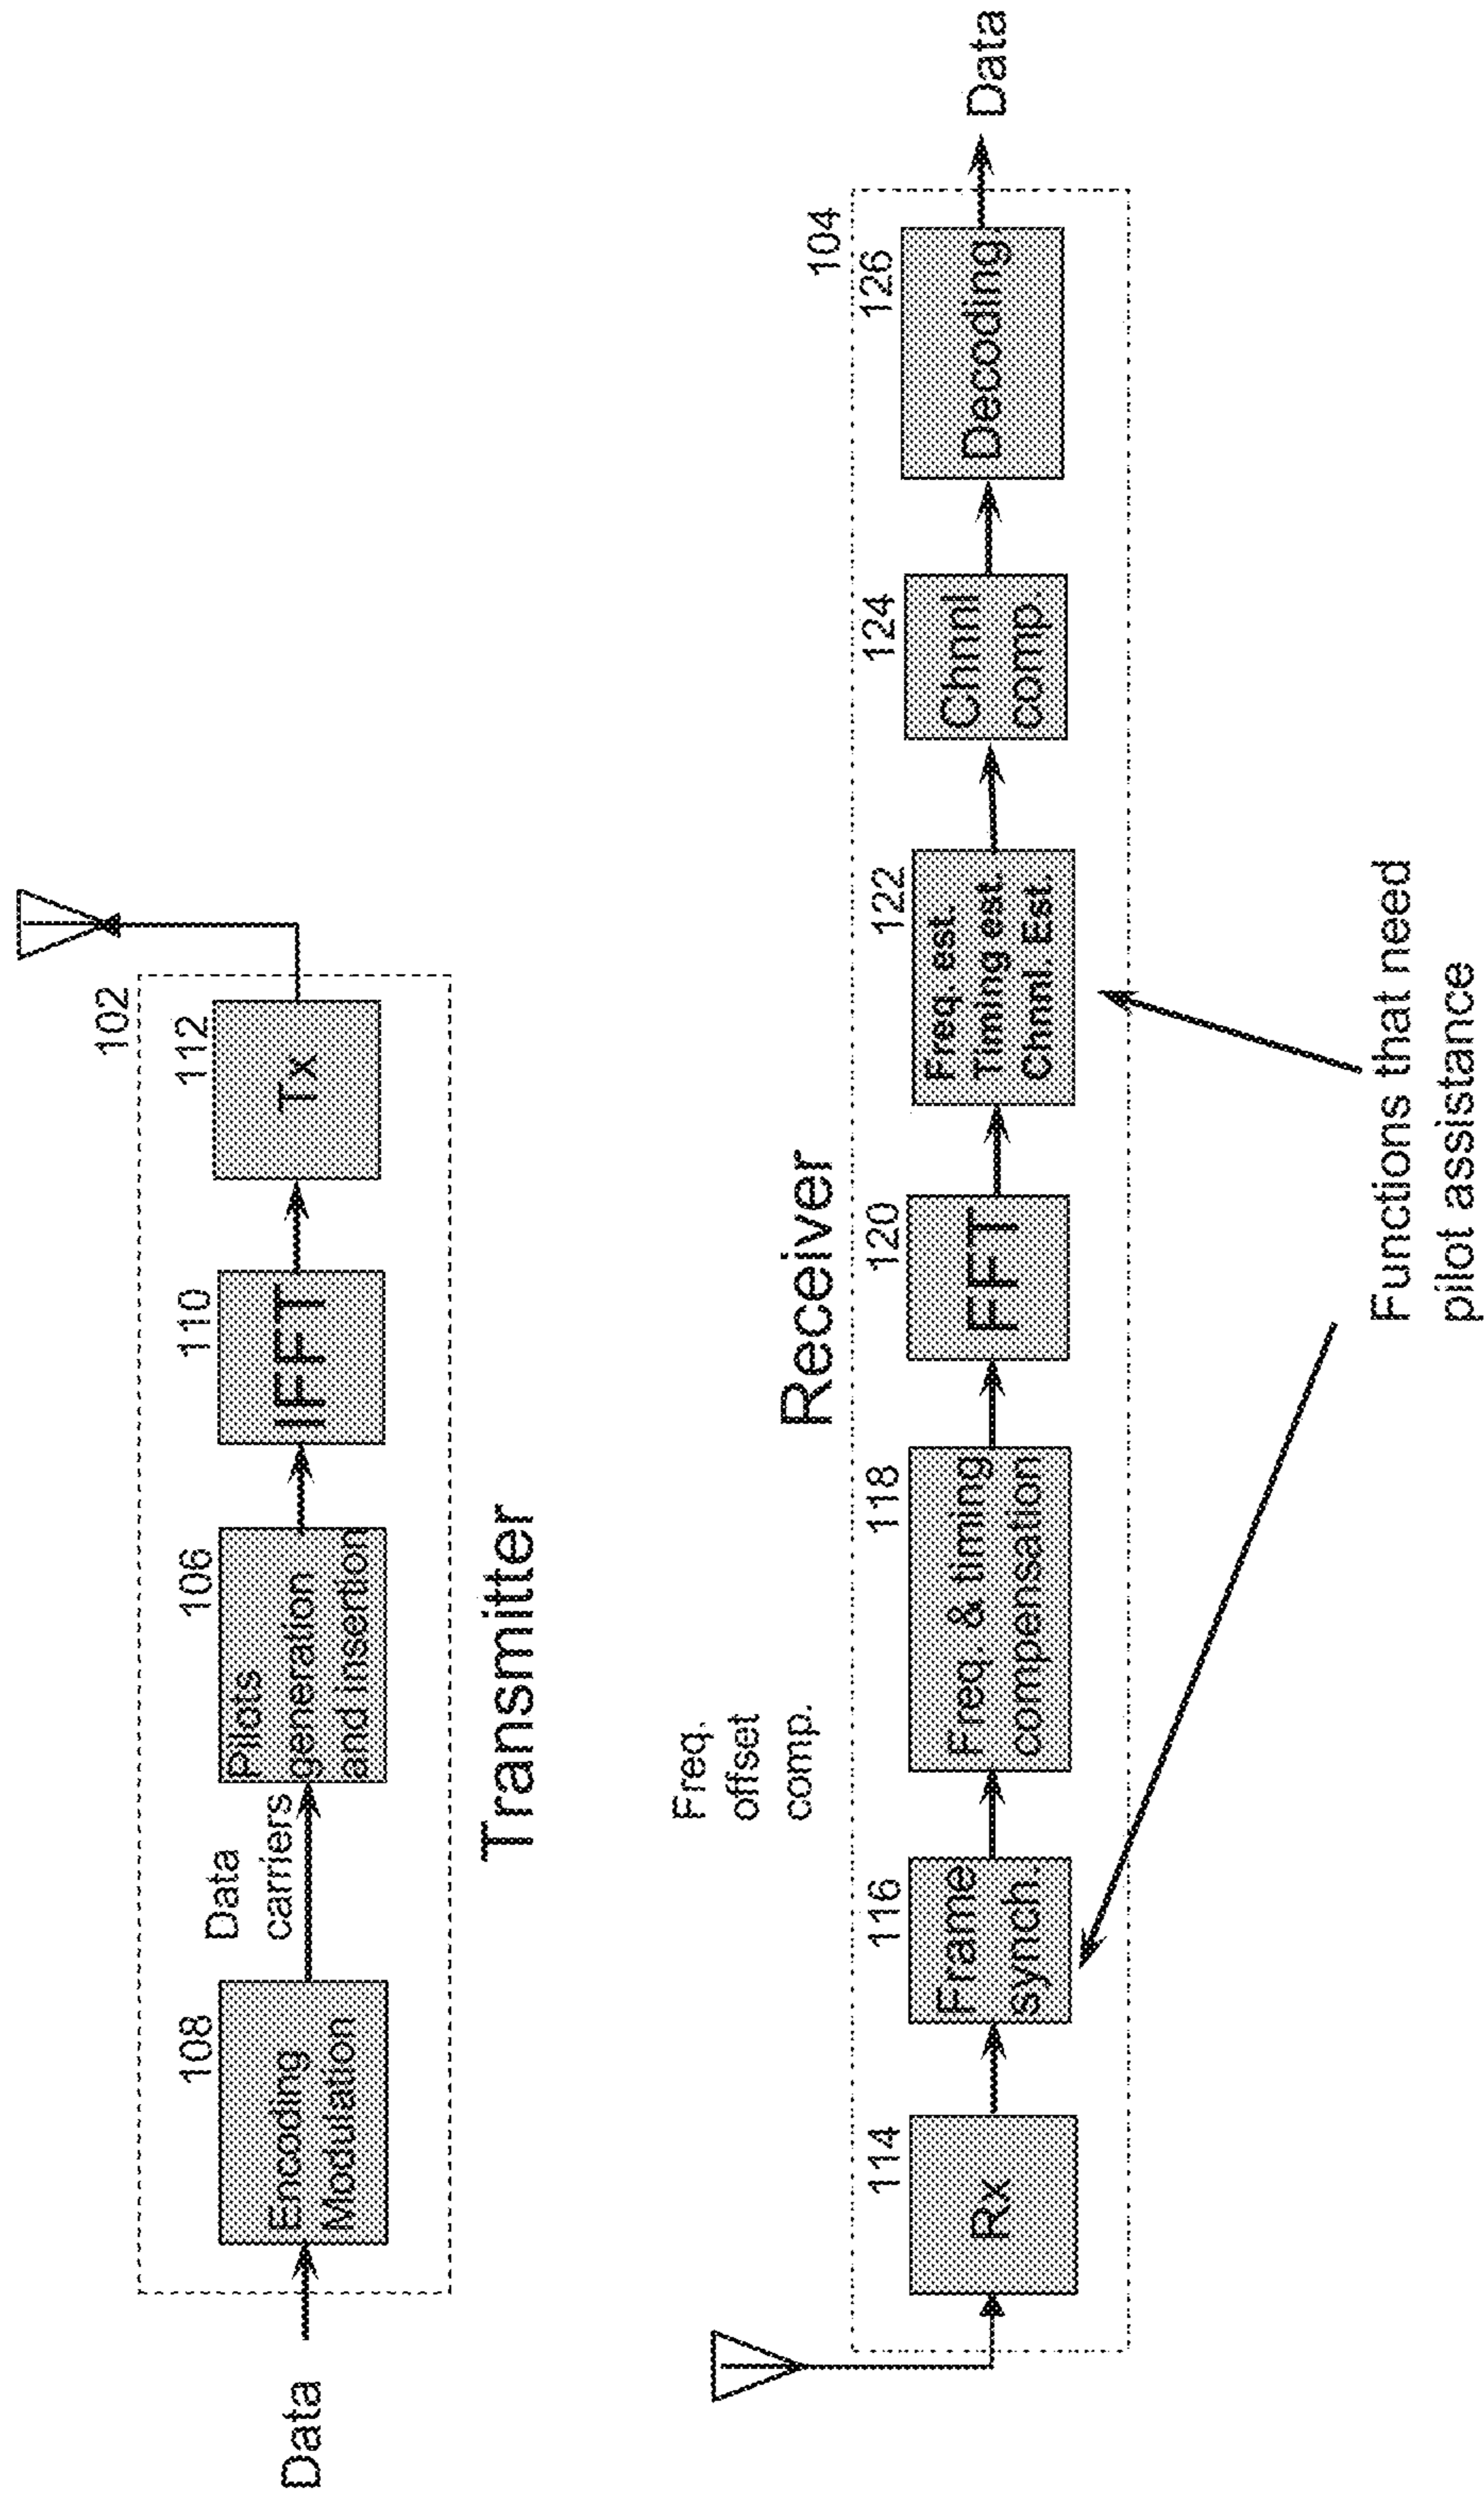 Data
Encoding
Modulation
108
Data
carriers
Pilots
generation
and insertion
106
IFFT
110
Tx
112
102
Transmitter
Receiver
Freq.
offset
comp.
Rx
114
Frame
synch.
116
Freq. & timing
compensation
118
FFT
120
Freq. est.
Timing est.
Chnnl. Est.
122
Chnnl
comp.
124
Decoding
126
104
Data
Functions that need
pilot assistance